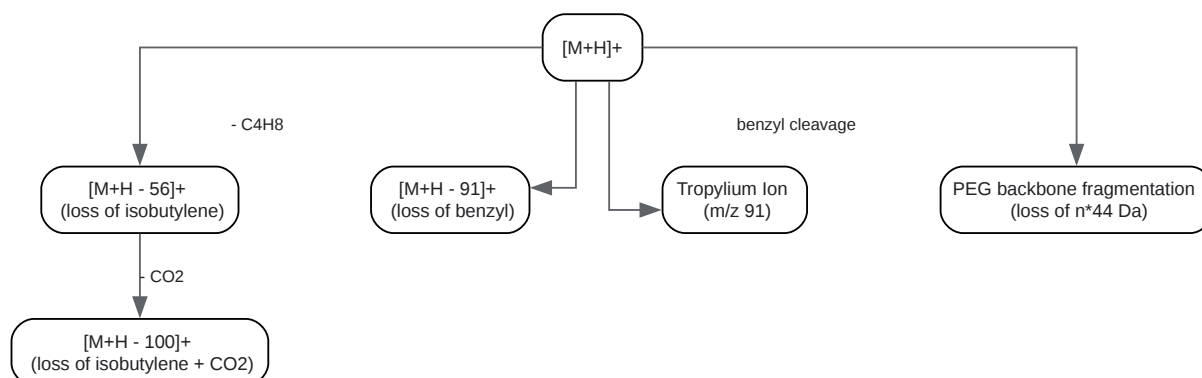 [M+H]+
- C4H8
benzyl cleavage
[M+H - 56]+
(loss of isobutylene)
[M+H - 91]+
(loss of benzyl)
Tropylium Ion
(m/z 91)
PEG backbone fragmentation
(loss of n*44 Da)
- CO2
[M+H - 100]+
(loss of isobutylene + CO2)